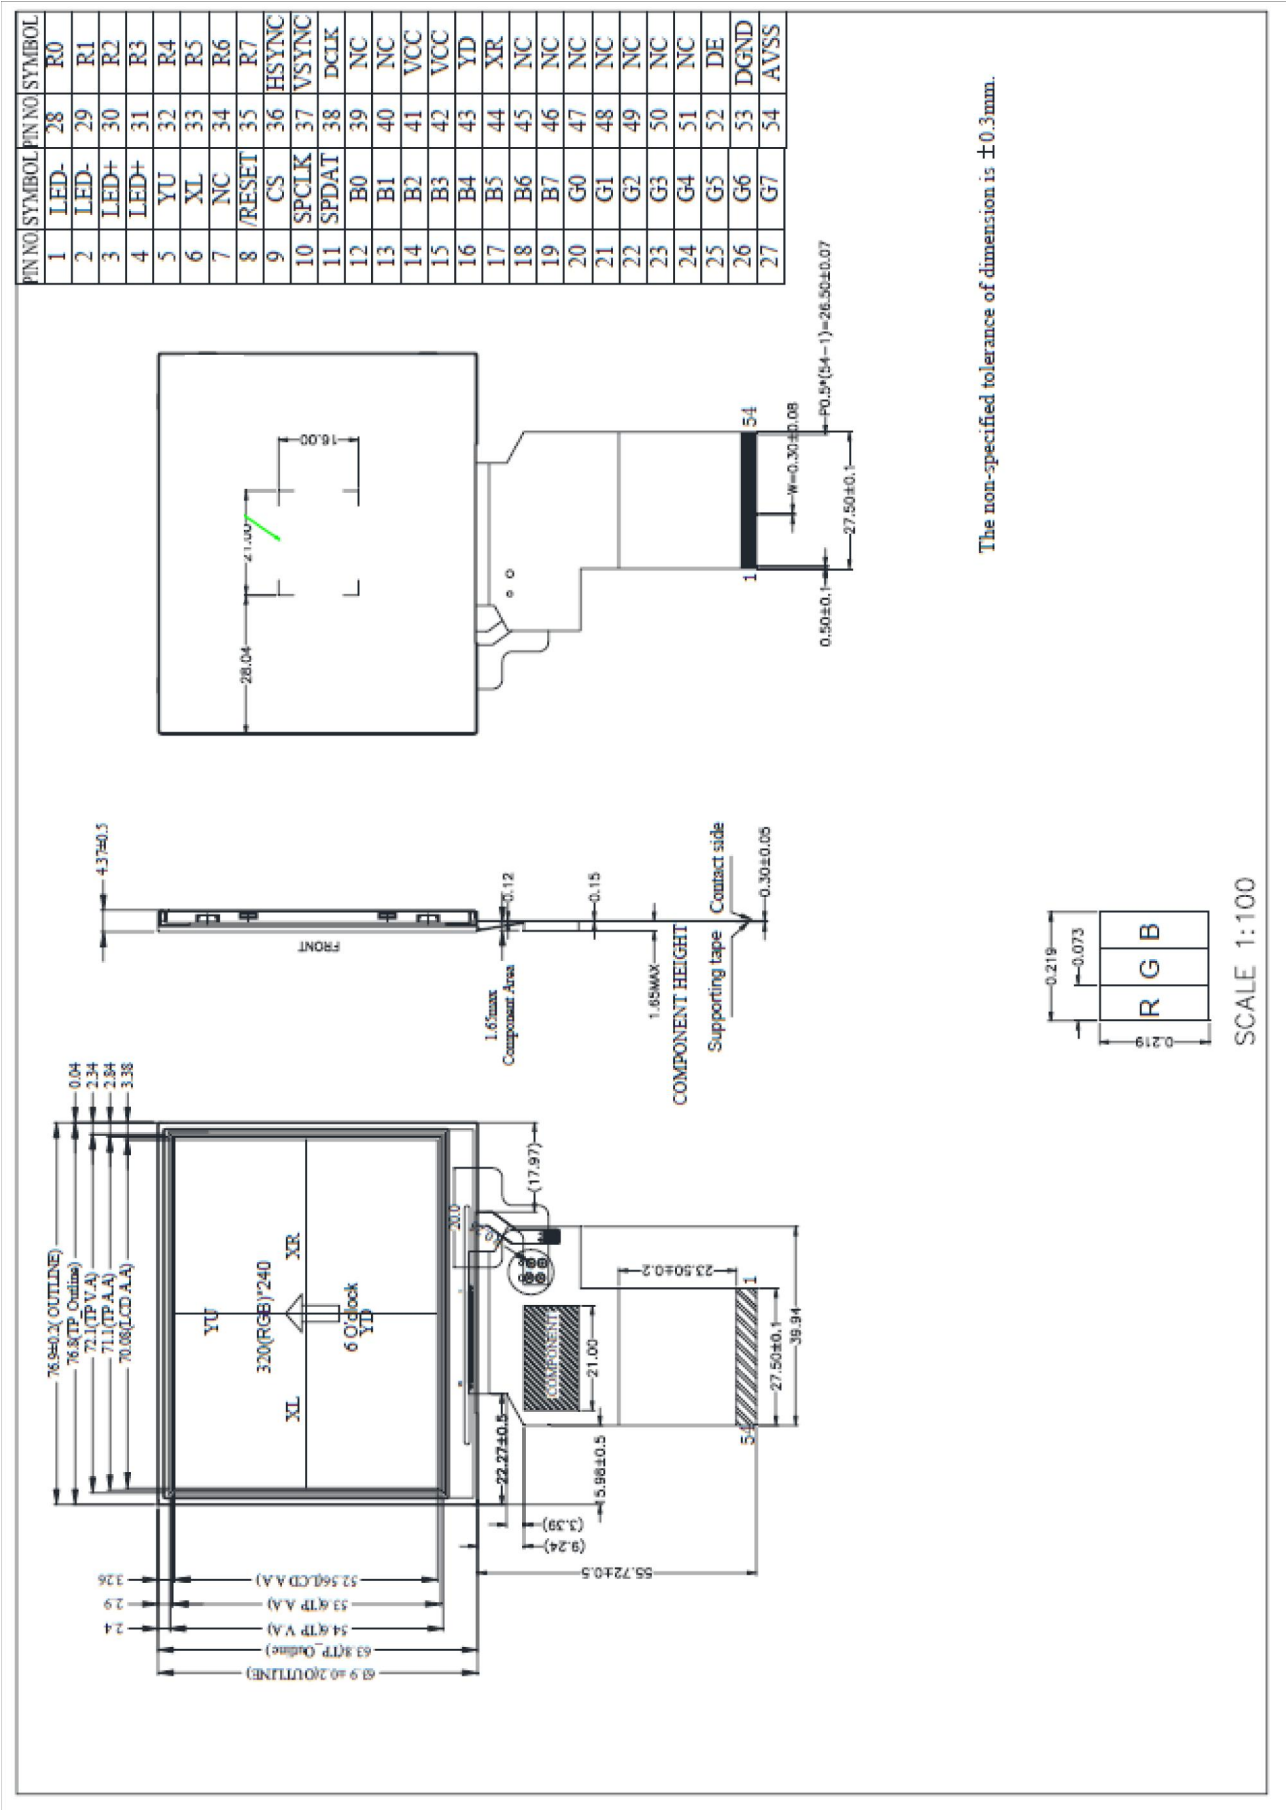 PIN NO. SYMBOL PIN NO. SYMBOL
1 LED- 28 R0
2 LED- 29 R1
3 LED+ 30 R2
4 LED+ 31 R3
5 YU 32 R4
6 XL 33 R5
7 NC 34 R6
8 /RESET 35 R7
9 CS 36 HSYNC
10 SPCLK 37 VSYNC
11 SPDAT 38 DCLK
12 B0 39 NC
13 B1 40 NC
14 B2 41 VCC
15 B3 42 VCC
16 B4 43 YD
17 B5 44 XR
18 B6 45 NC
19 B7 46 NC
20 G0 47 NC
21 G1 48 NC
22 G2 49 NC
23 G3 50 NC
24 G4 51 NC
25 G5 52 DE
26 G6 53 DGND
27 G7 54 AVSS
76.9±0.2( OUTLINE)
76.8(TP_Outline)
72.1(TP V.A)
71.1(TP A.A)
70.08(LCD A.A)
0.04
2.34
2.84
3.38
63.9 ±0.2(OUTLINE)
63.8(TP_Outline)
54.6(TP V.A)
53.6(TP A.A)
52.56(LCD A.A)
2.4
2.9
3.26
YU
XL
XR
320(RGB)*240
6 O'clock
YD
20.0
(17.97)
22.27±0.5
15.98±0.5
(3.39)
(9.24)
55.72±0.5
COMPONENT
21.00
23.50±0.2
54
1
27.50±0.1
39.94
4.37±0.5
FRONT
0.12
1.65max
Component Area
0.15
1.65MAX
COMPONENT HEIGHT
Supporting tape
Contact side
0.30±0.05
28.04
21.00
16.00
1
54
0.50±0.1
W=0.30±0.08
P0.5*(54-1)=26.50±0.07
27.50±0.1
The non-specified tolerance of dimension is ±0.3mm.
0.219
0.073
0.219
R G B
SCALE 1:100